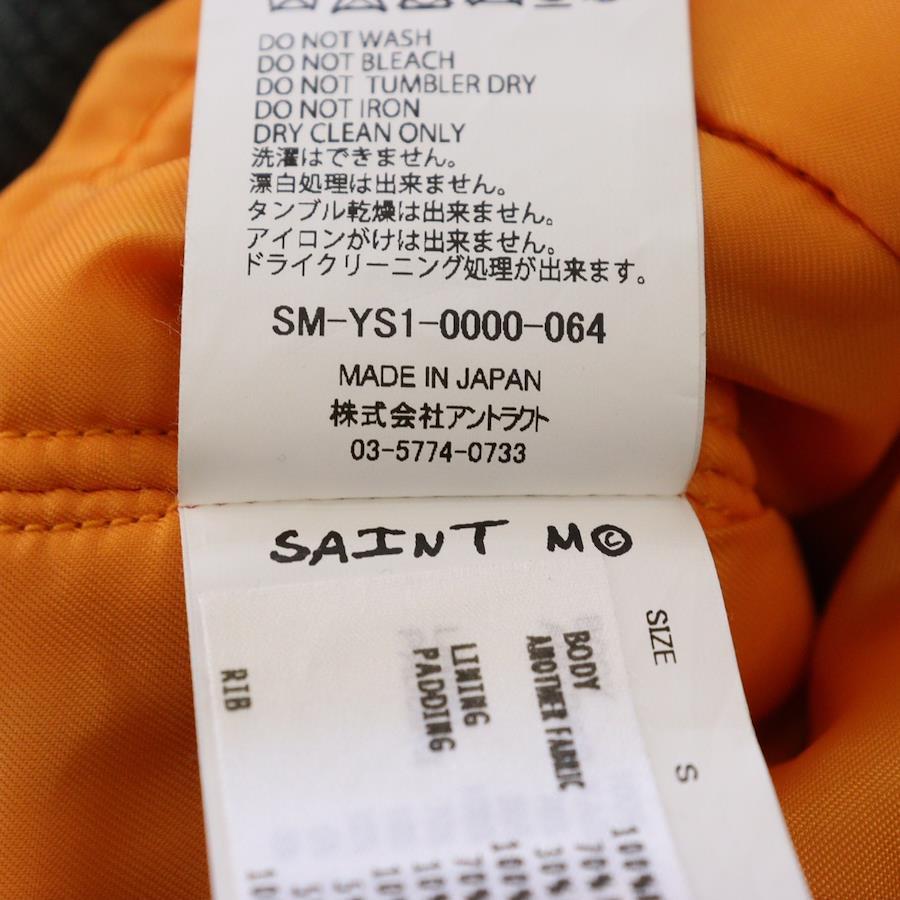 DO NOT WASH
DO NOT BLEACH
DO NOT TUMBLER DRY
DO NOT IRON
DRY CLEAN ONLY
洗濯はできません。
漂白処理は出来ません。
タンブル乾燥は出来ません。
アイロンがけは出来ません。
ドライクリーニング処理が出来ます。
SM-YS1-0000-064
MADE IN JAPAN
株式会社アントラクト
03-5774-0733
SAINT M©
SIZE S
BODY
ANOTHER FABRIC
LINING
PADDING
RIB